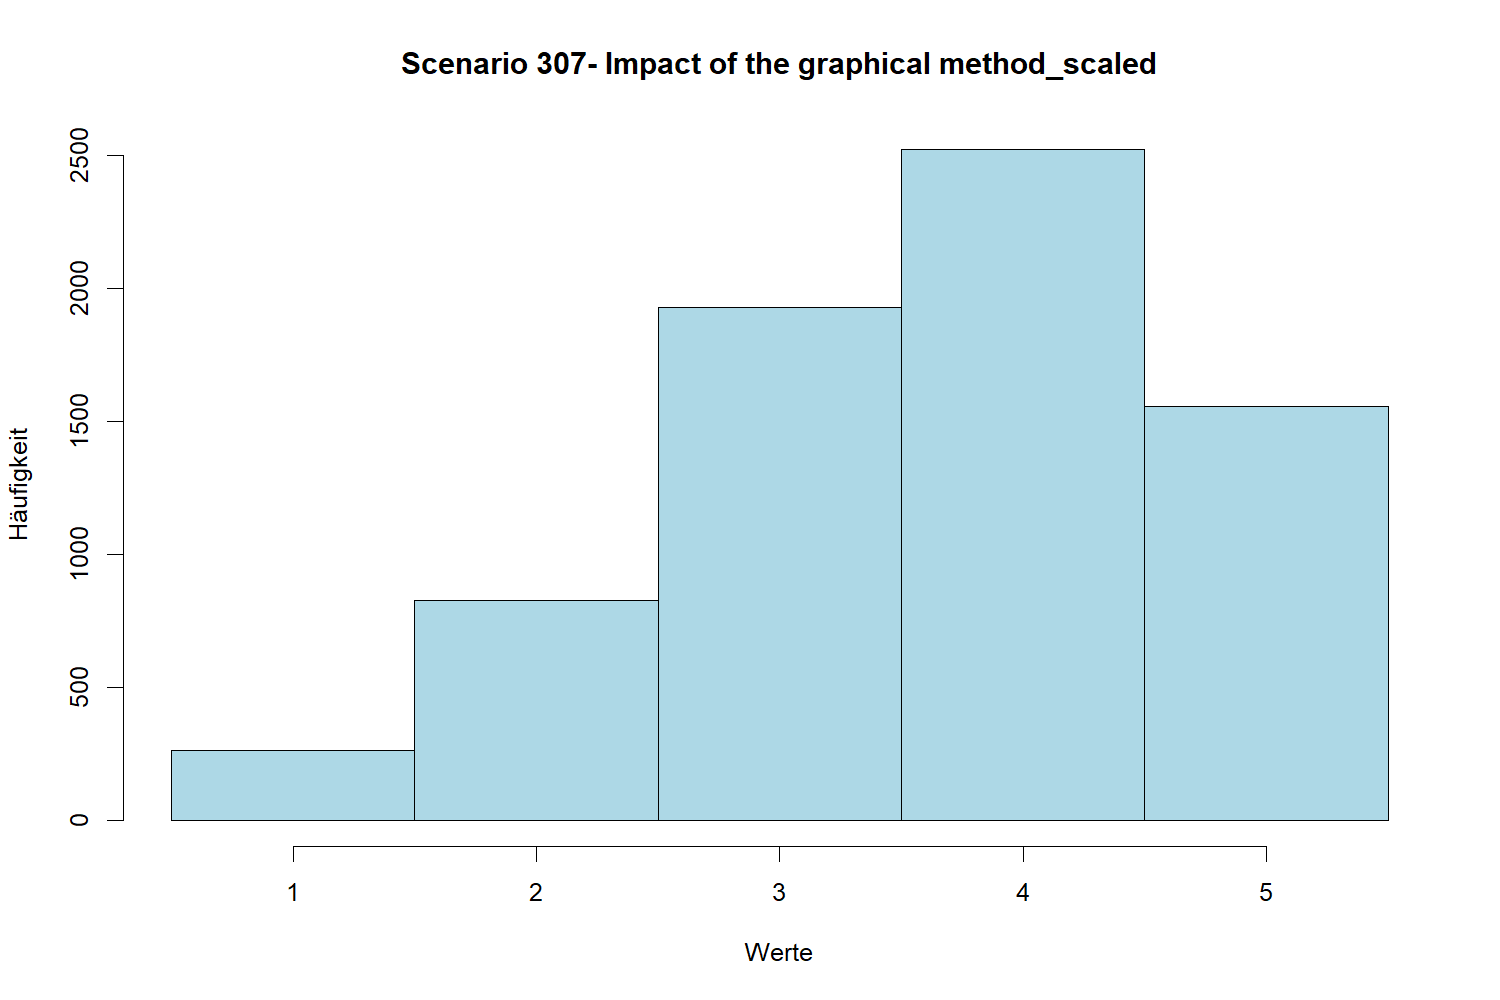 Scenario 307- Impact of the graphical method_scaled
Häufigkeit
2500
2000
1500
1000
500
0
1 2 3 4 5
Werte